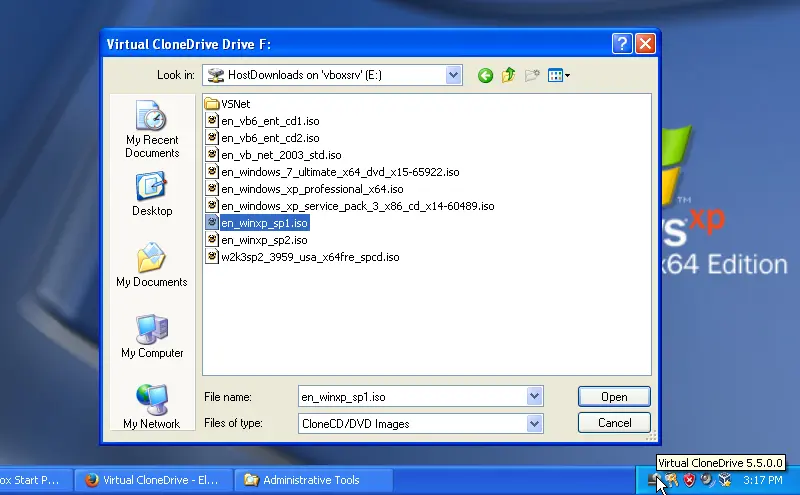 Virtual CloneDrive Drive F:
Look in: HostDownloads on 'vboxsrv' (E:)
VSNet
en_vb6_ent_cd1.iso
en_vb6_ent_cd2.iso
en_vb_net_2003_std.iso
en_windows_7_ultimate_x64_dvd_x15-65922.iso
en_windows_xp_professional_x64.iso
en_windows_xp_service_pack_3_x86_cd_x14-60489.iso
en_winxp_sp1.iso
en_winxp_sp2.iso
w2k3sp2_3959_usa_x64fre_spcd.iso
My Recent
Documents
Desktop
My Documents
My Computer
My Network
File name: en_winxp_sp1.iso Open
Files of type: CloneCD/DVD Images Cancel
xp
x64 Edition
TM
Virtual CloneDrive 5.5.0.0
ox Start P... Virtual CloneDrive - El... Administrative Tools 3:17 PM